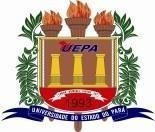 UEPA
1993
UNIVERSIDADE DO ESTADO DO PARÁ